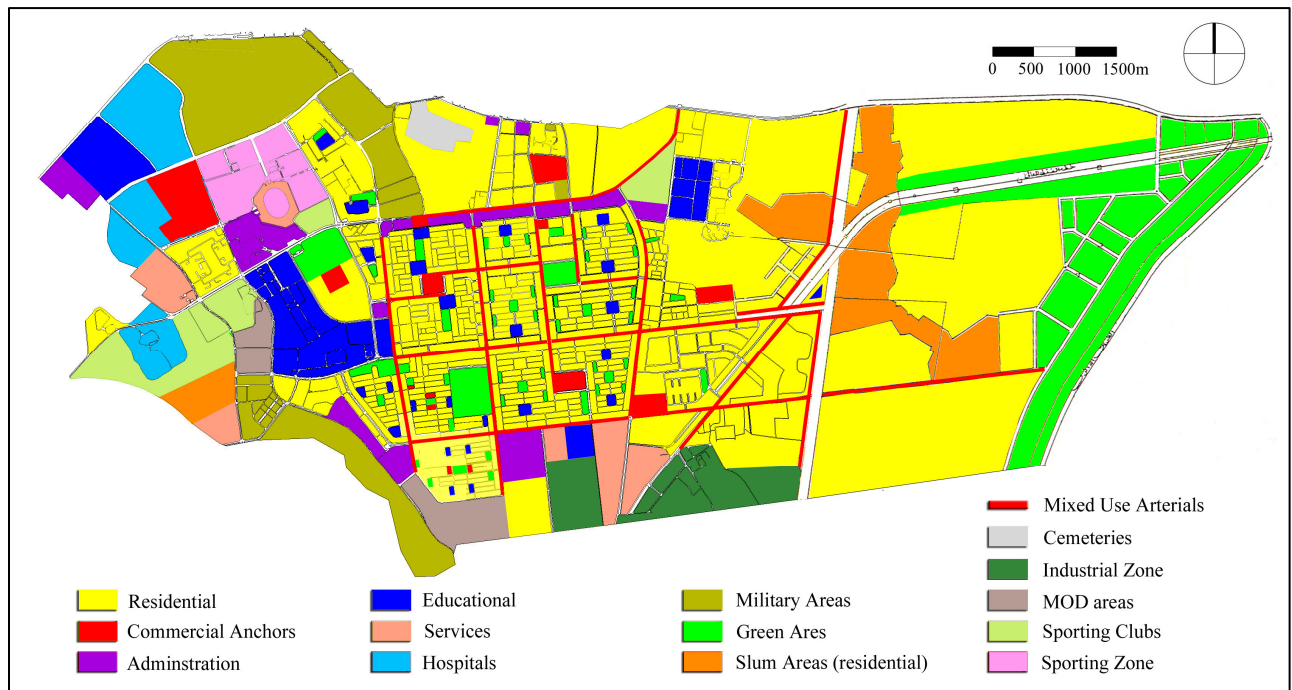 0 500 1000 1500m
Mixed Use Arterials
Cemeteries
Industrial Zone
Residential Educational Military Areas MOD areas
Commercial Anchors Services Green Ares Sporting Clubs
Adminstration Hospitals Slum Areas (residential) Sporting Zone